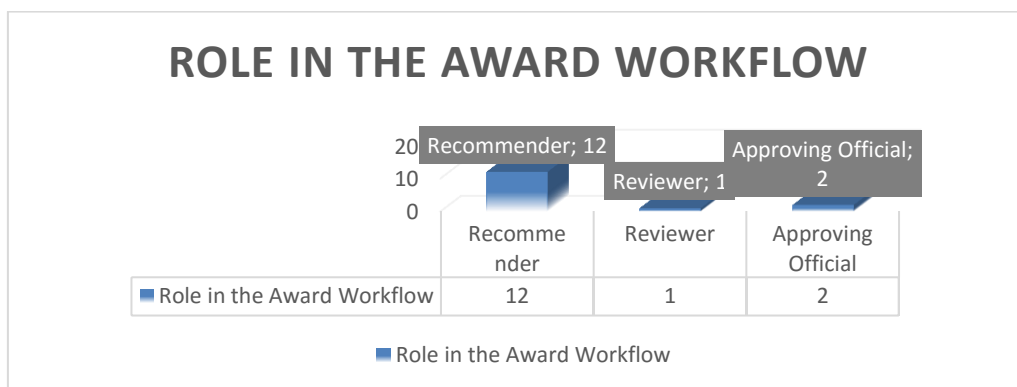 ROLE IN THE AWARD WORKFLOW
20
10
0
Recommender; 12
Reviewer; 1
Approving Official;
2
Recomme
nder
Reviewer
Approving
Official
Role in the Award Workflow
12
1
2
Role in the Award Workflow